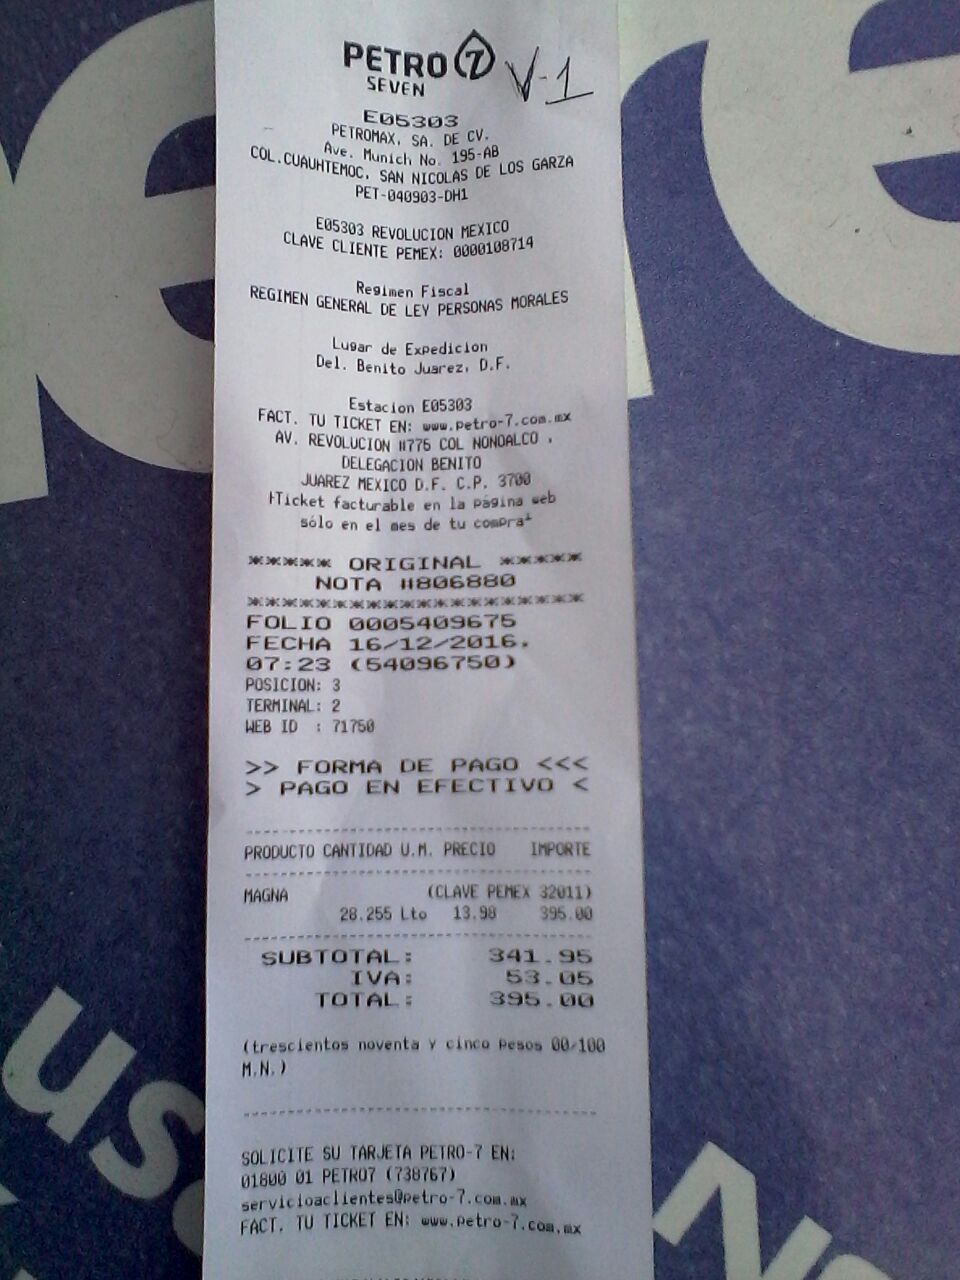 PETRO 7
SEVEN
V-1
E05303
PETROMAX, SA. DE CV.
Ave. Munich No. 195-AB
COL.CUAUHTEMOC, SAN NICOLAS DE LOS GARZA
PET-040903-DH1
E05303 REVOLUCION MEXICO
CLAVE CLIENTE PEMEX: 0000108714
Regimen Fiscal
REGIMEN GENERAL DE LEY PERSONAS MORALES
Lugar de Expedicion
Del. Benito Juarez, D.F.
Estacion E05303
FACT. TU TICKET EN: www.petro-7.com.mx
AV. REVOLUCION #775 COL NONOALCO ,
DELEGACION BENITO
JUAREZ MEXICO D.F. C.P. 3700
*Ticket facturable en la página web
sólo en el mes de tu compra*
***** ORIGINAL *****
NOTA #806880
********************
FOLIO 0005409675
FECHA 16/12/2016,
07:23 (54096750)
POSICION: 3
TERMINAL: 2
WEB ID : 71750
>> FORMA DE PAGO <<<
> PAGO EN EFECTIVO <
PRODUCTO CANTIDAD U.M. PRECIO IMPORTE
MAGNA (CLAVE PEMEX 32011)
28.255 Lto 13.98 395.00
SUBTOTAL: 341.95
IVA: 53.05
TOTAL: 395.00
(trescientos noventa y cinco pesos 00/100
M.N.)
SOLICITE SU TARJETA PETRO-7 EN:
01800 01 PETRO7 (738767)
servicioaclientes@petro-7.com.mx
FACT. TU TICKET EN: www.petro-7.com.mx
us